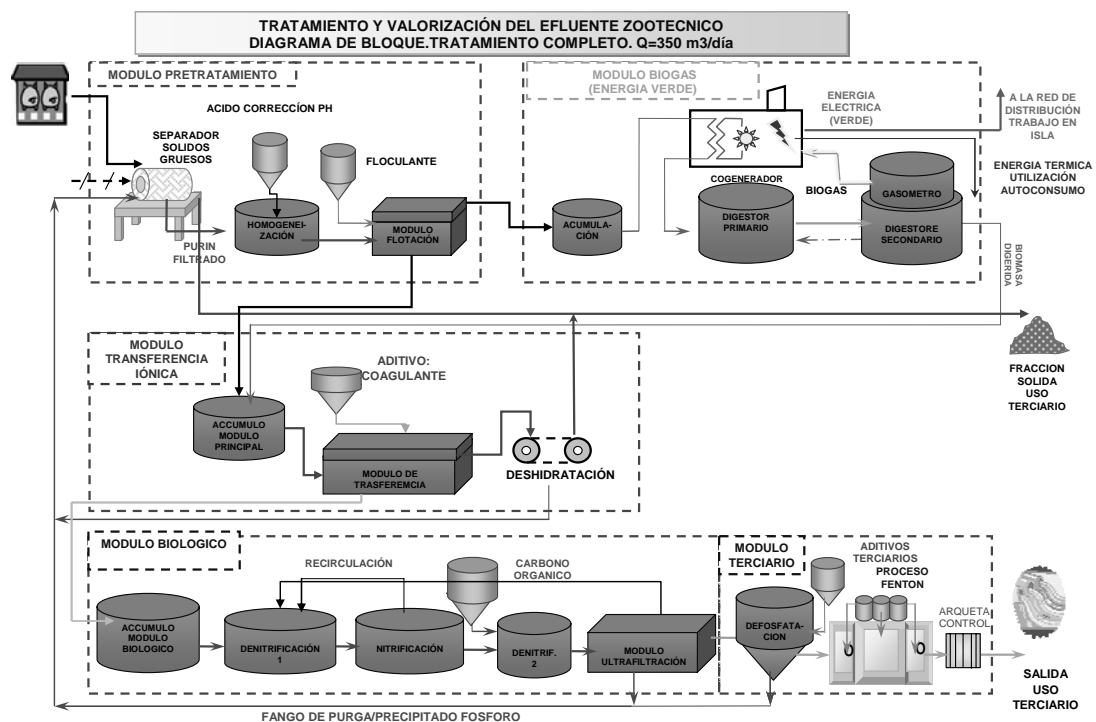 TRATAMIENTO Y VALORIZACIÓN DEL EFLUENTE ZOOTECNICO
DIAGRAMA DE BLOQUE.TRATAMIENTO COMPLETO. Q=350 m3/día
MODULO PRETRATAMIENTO
ACIDO CORRECCÍON PH
SEPARADOR
SOLIDOS
GRUESOS
FLOCULANTE
HOMOGENEI-
ZACIÓN
MODULO
FLOTACIÓN
PURIN
FILTRADO
MODULO BIOGAS
(ENERGIA VERDE)
ENERGIA
ELECTRICA
(VERDE)
A LA RED DE
DISTRIBUCIÓN
TRABAJO EN
ISLA
ENERGIA TERMICA
UTILIZACIÓN
AUTOCONSUMO
COGENERADOR
BIOGAS
GASOMETRO
ACUMULA-
CIÓN
DIGESTOR
PRIMARIO
DIGESTORE
SECONDARIO
BIOMASA
DIGERIDA
FRACCION
SOLIDA
USO
TERCIARIO
MODULO
TRANSFERENCIA
IÓNICA
ADITIVO:
COAGULANTE
ACCUMULO
MODULO
PRINCIPAL
MODULO DE
TRASFEREMCIA
DESHIDRATACIÓN
MODULO BIOLOGICO
RECIRCULACIÓN
CARBONO
ORGANICO
ACCUMULO
MODULO
BIOLOGICO
DENITRIFICACIÓN
1
NITRIFICACIÓN
DENITRIF.
2
MODULO
ULTRAFILTRACIÓN
MODULO
TERCIARIO
ADITIVOS
TERCIARIOS
PROCESO
FENTON
DEFOSFATA-
CION
ARQUETA
CONTROL
SALIDA
USO
TERCIARIO
FANGO DE PURGA/PRECIPITADO FOSFORO